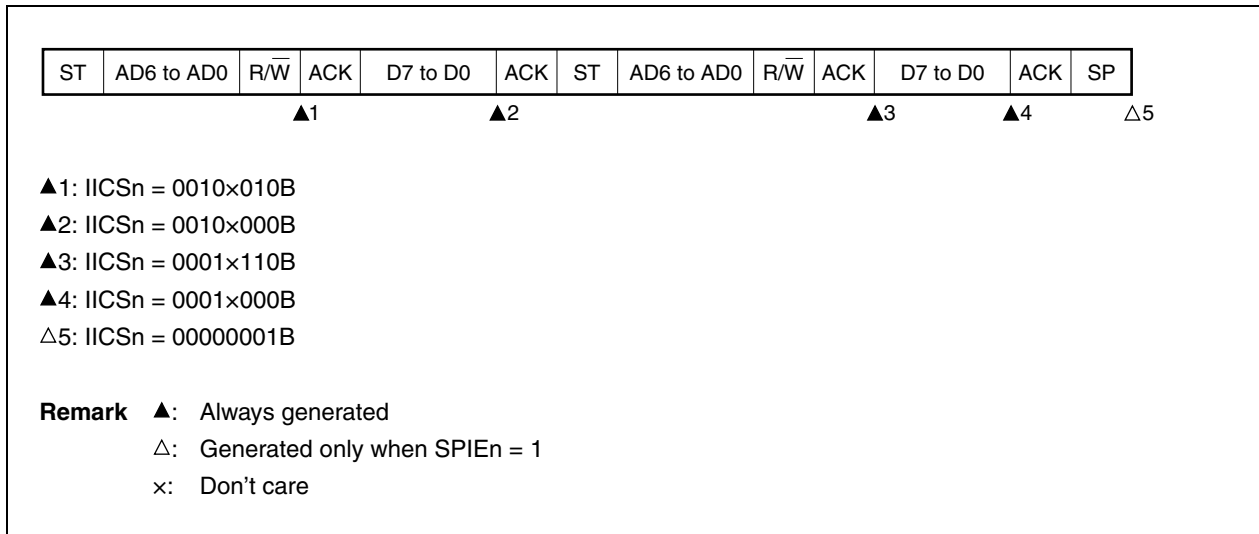 ST AD6 to AD0 R/W̅ ACK D7 to D0 ACK ST AD6 to AD0 R/W̅ ACK D7 to D0 ACK SP
▲1 ▲2 ▲3 ▲4 △5
▲1: IICSn = 0010×010B
▲2: IICSn = 0010×000B
▲3: IICSn = 0001×110B
▲4: IICSn = 0001×000B
△5: IICSn = 00000001B
Remark ▲: Always generated
△: Generated only when SPIEn = 1
×: Don't care